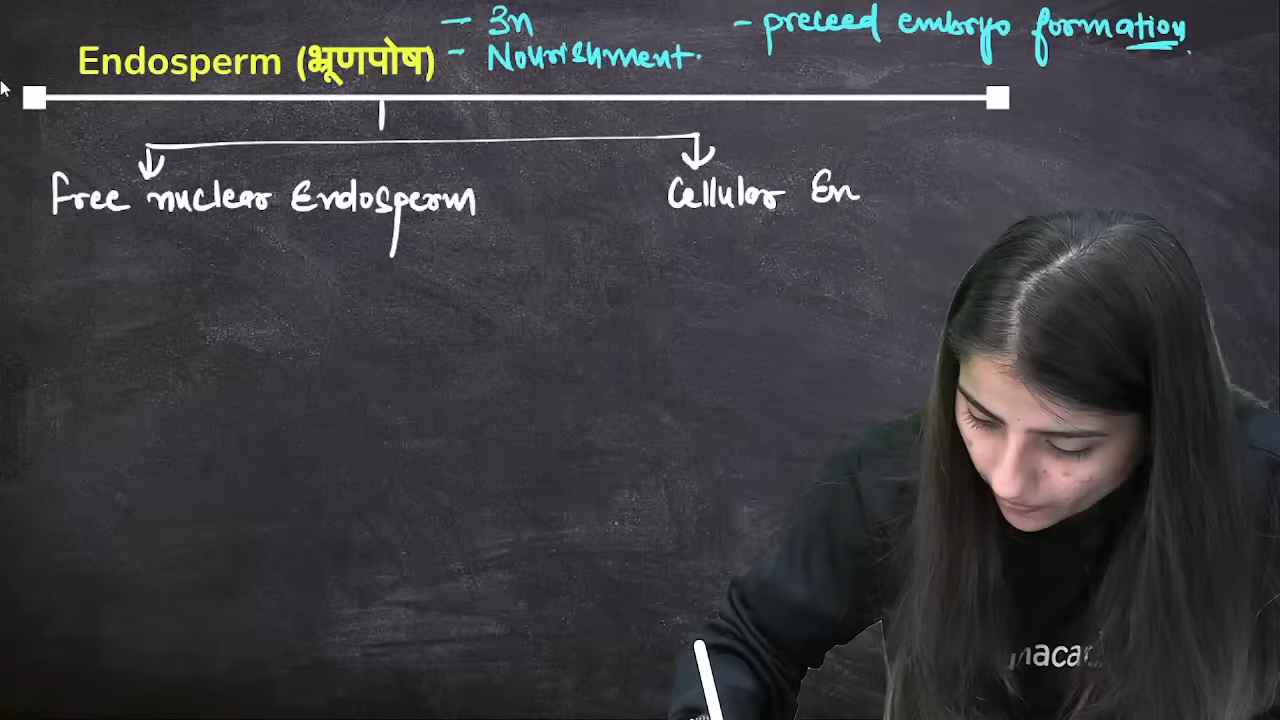 - 3n
- preceed embryo formation.
Endosperm (भ्रूणपोष)
- Nourishment.
Free nuclear Endosperm
Cellular En